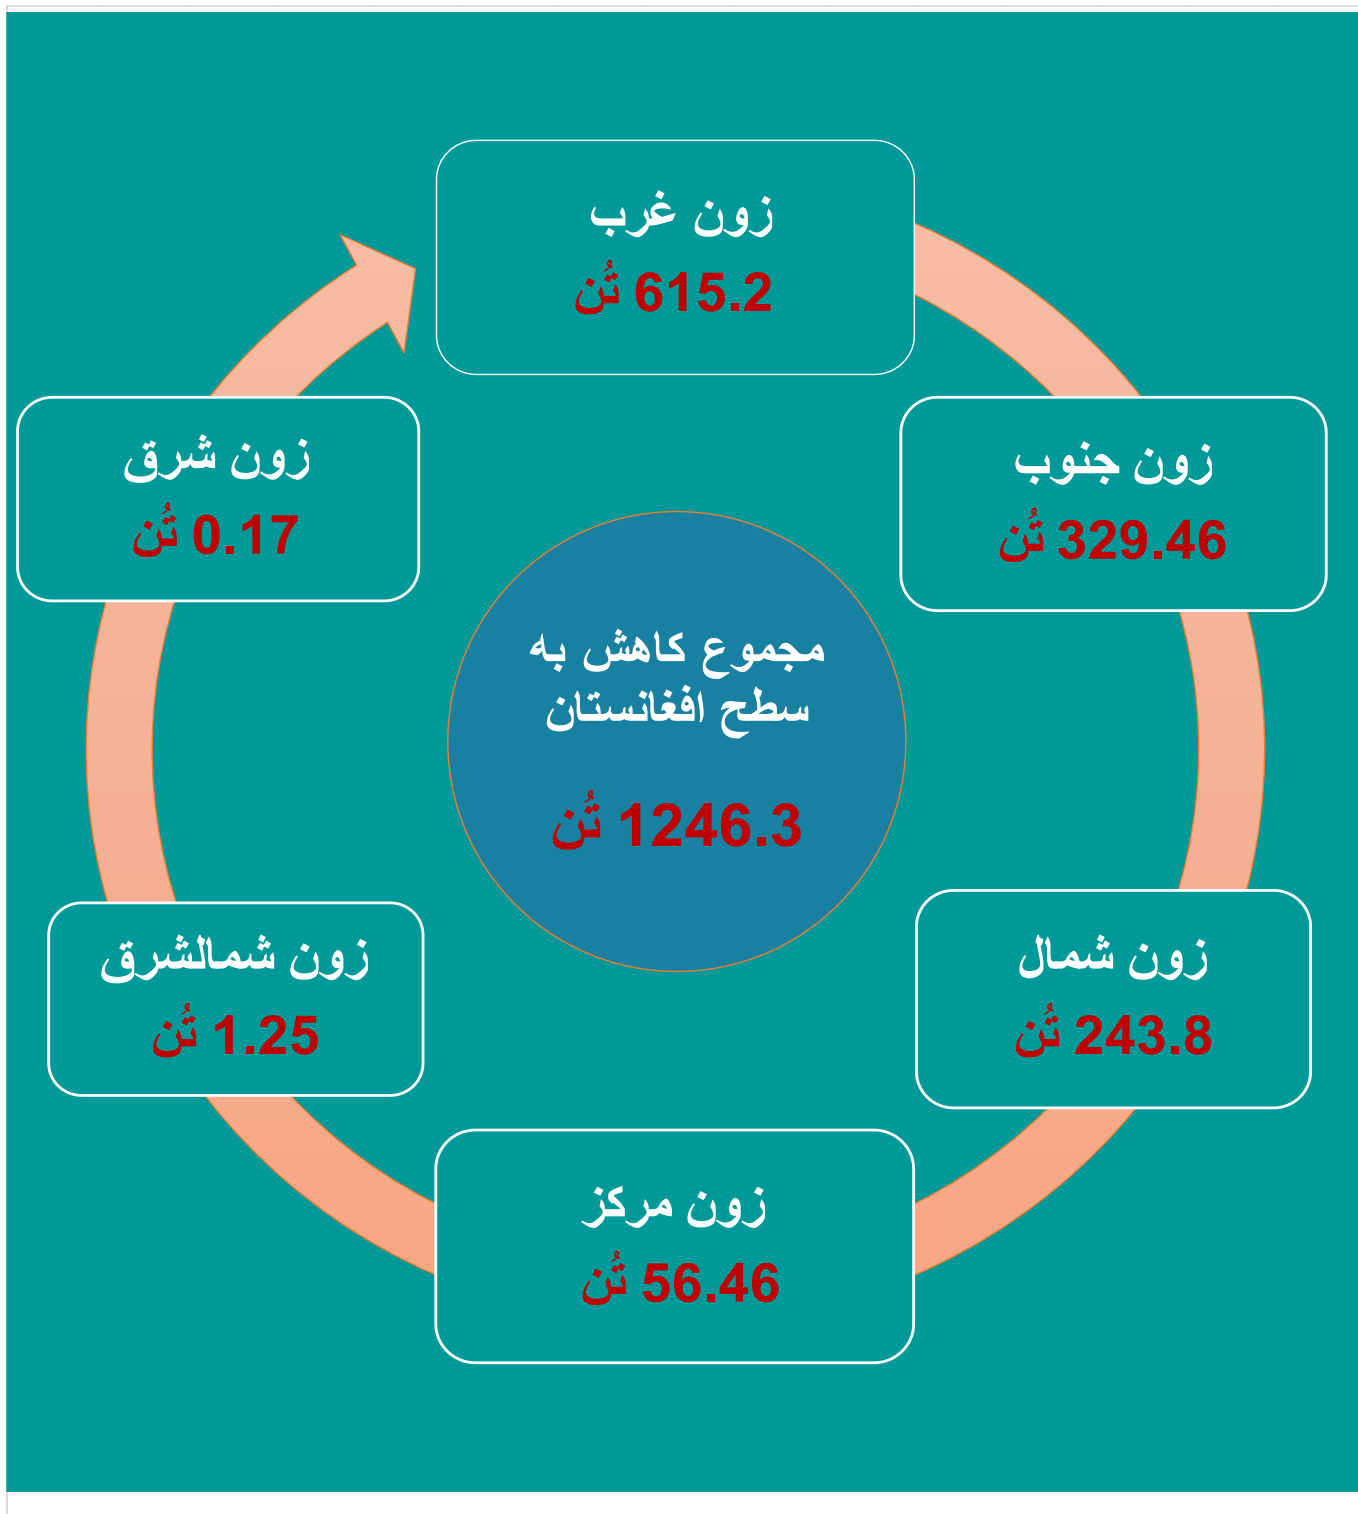 زون غرب
615.2 تُن
زون جنوب
329.46 تُن
زون شمال
243.8 تُن
زون مرکز
56.46 تُن
زون شمالشرق
1.25 تُن
زون شرق
0.17 تُن
مجموع کاهش به
سطح افغانستان
1246.3 تُن